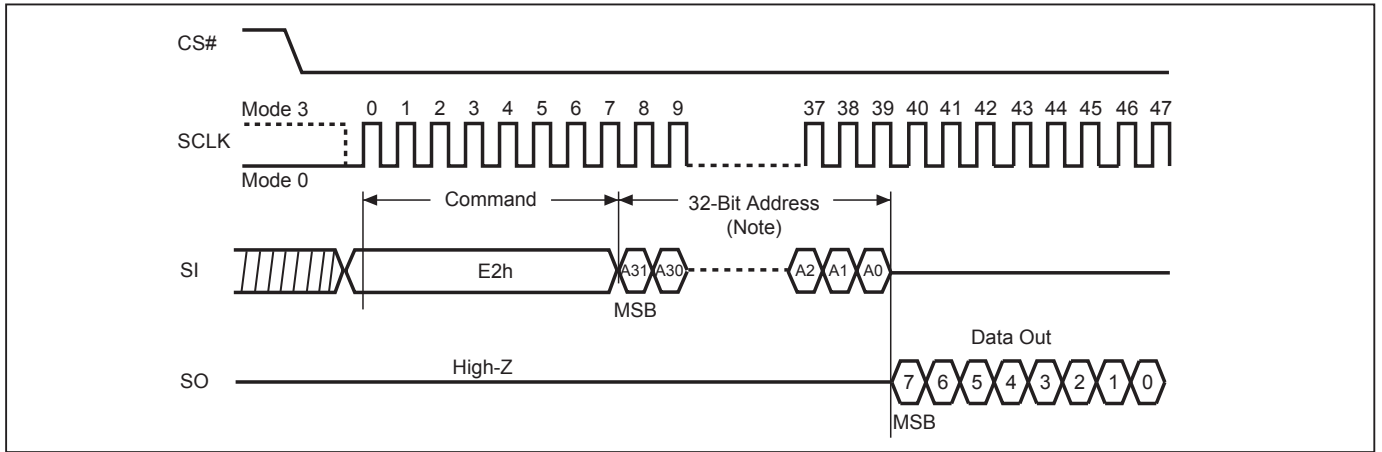 CS#
Mode 3
0 1 2 3 4 5 6 7 8 9 37 38 39 40 41 42 43 44 45 46 47
SCLK
Mode 0
Command
32-Bit Address
(Note)
SI
E2h
A31 A30 A2 A1 A0
MSB
Data Out
High-Z
SO
7 6 5 4 3 2 1 0
MSB